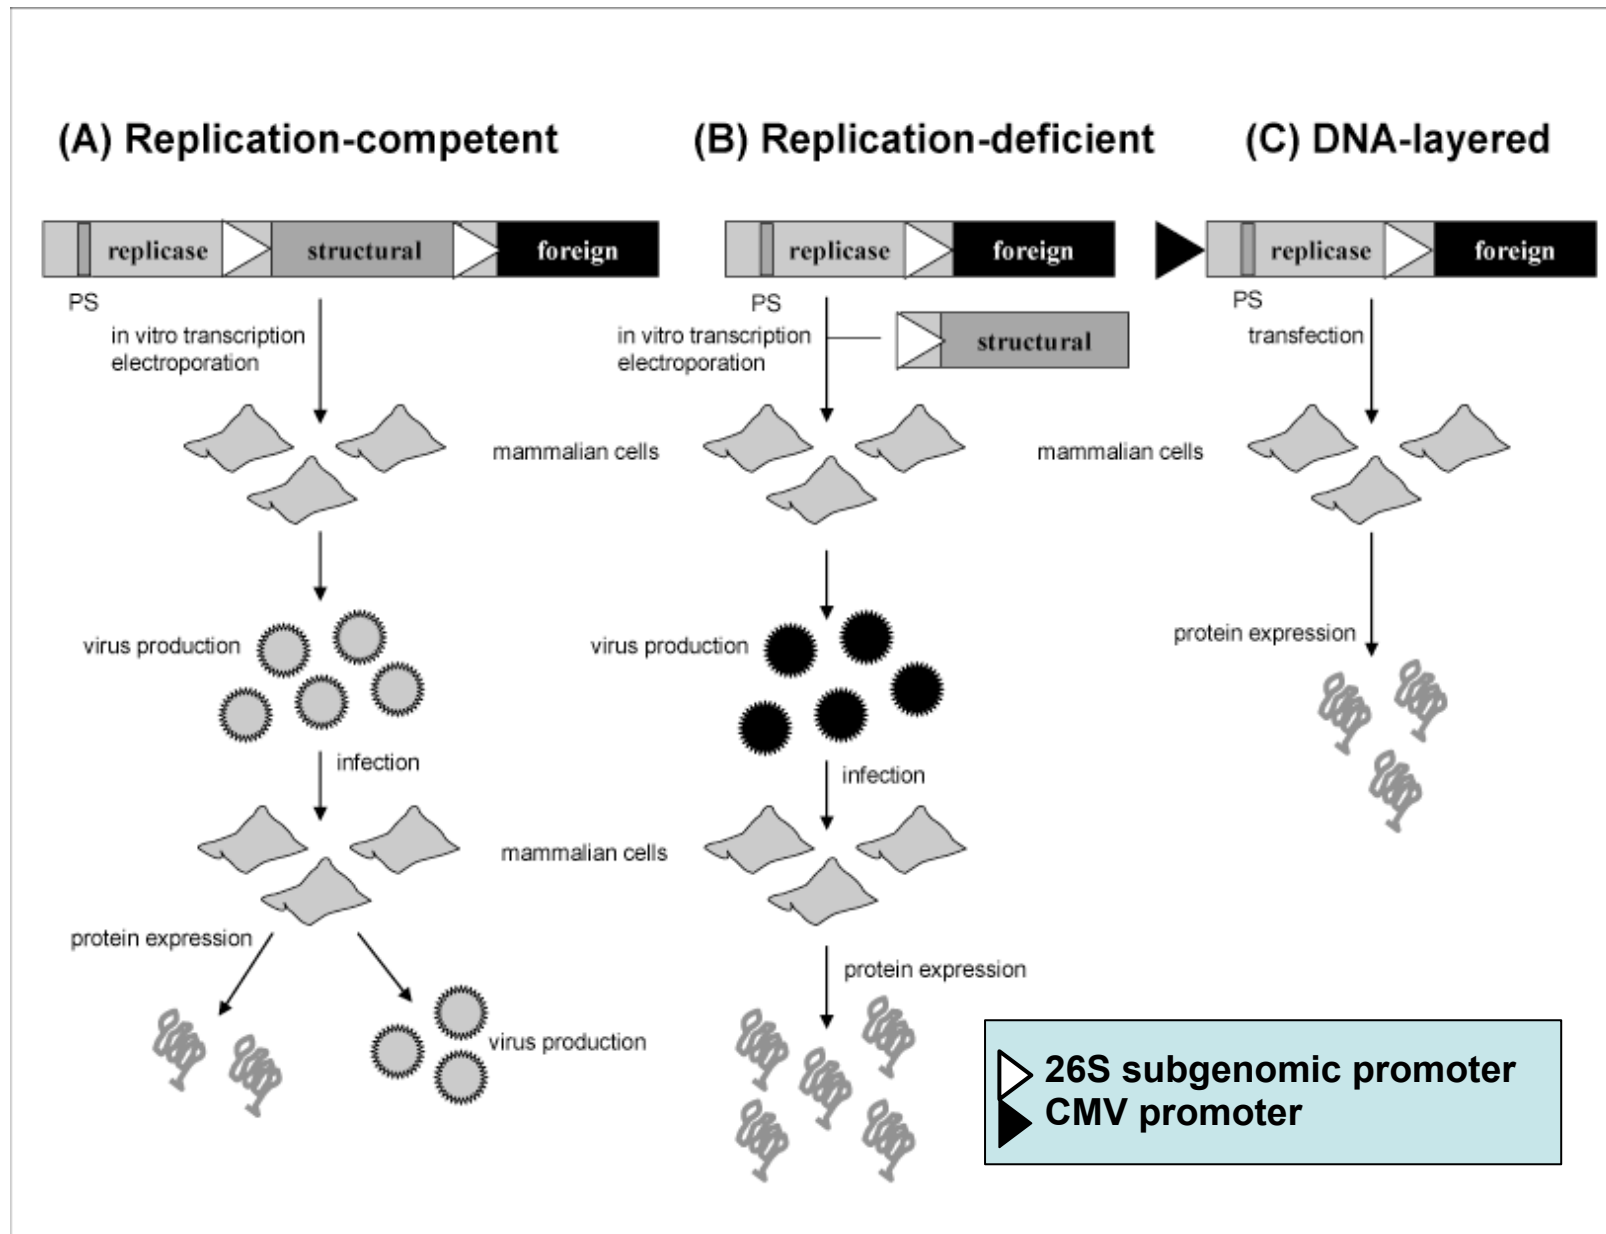 (A) Replication-competent
(B) Replication-deficient
(C) DNA-layered
replicase
structural
foreign
replicase
foreign
replicase
foreign
PS
in vitro transcription
electroporation
PS
in vitro transcription
electroporation
structural
PS
transfection
mammalian cells
mammalian cells
virus production
virus production
protein expression
infection
infection
mammalian cells
protein expression
virus production
protein expression
26S subgenomic promoter
CMV promoter